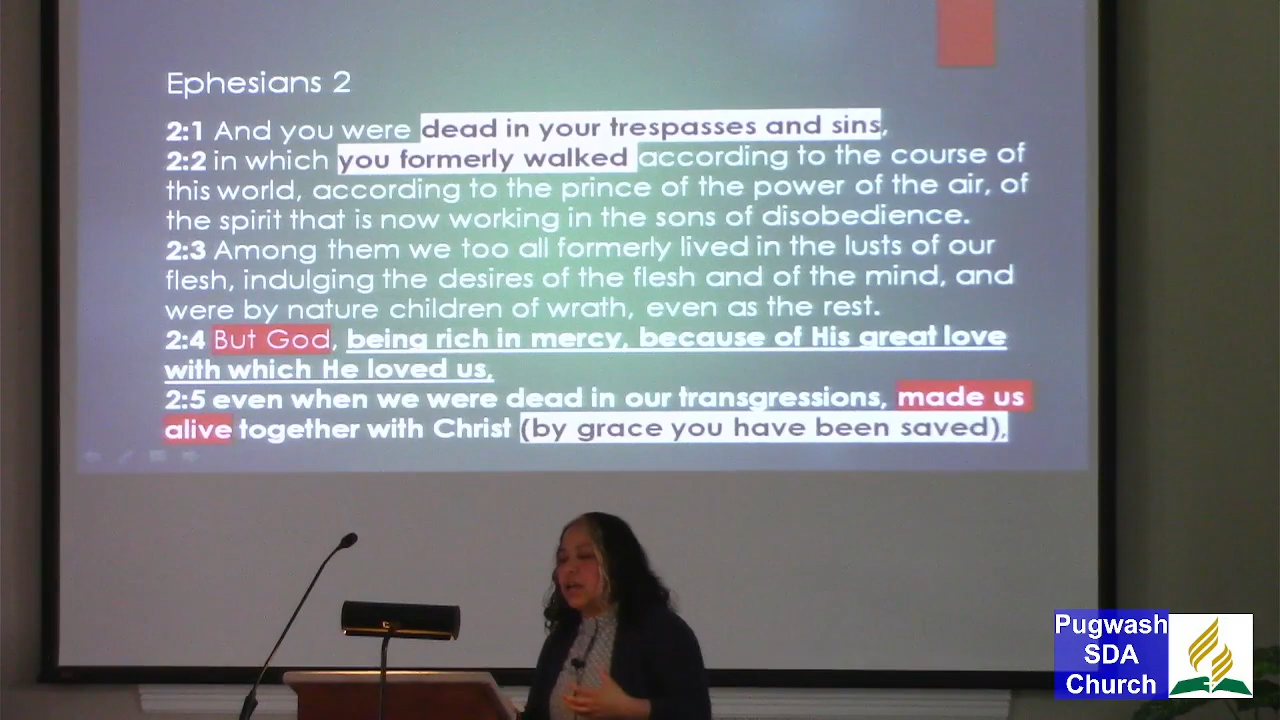 Ephesians 2
2:1 And you were dead in your trespasses and sins,
2:2 in which you formerly walked according to the course of
this world, according to the prince of the power of the air, of
the spirit that is now working in the sons of disobedience.
2:3 Among them we too all formerly lived in the lusts of our
flesh, indulging the desires of the flesh and of the mind, and
were by nature children of wrath, even as the rest.
2:4 But God, being rich in mercy, because of His great love
with which He loved us,
2:5 even when we were dead in our transgressions, made us
alive together with Christ (by grace you have been saved),
Pugwash
SDA
Church